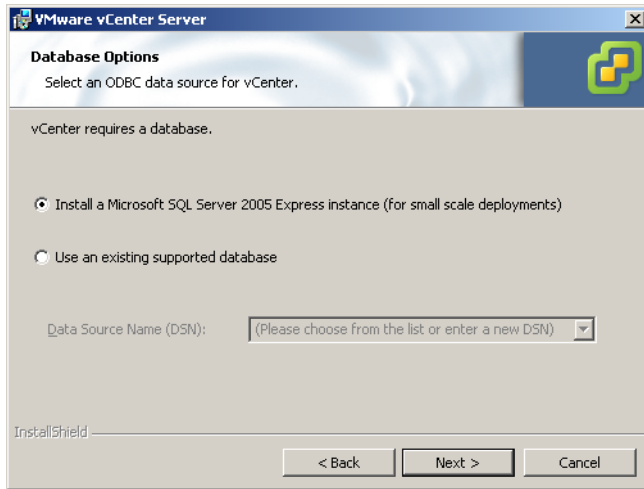 VMware vCenter Server
Database Options
Select an ODBC data source for vCenter.
vCenter requires a database.
Install a Microsoft SQL Server 2005 Express instance (for small scale deployments)
Use an existing supported database
Data Source Name (DSN): (Please choose from the list or enter a new DSN)
InstallShield
< Back Next > Cancel